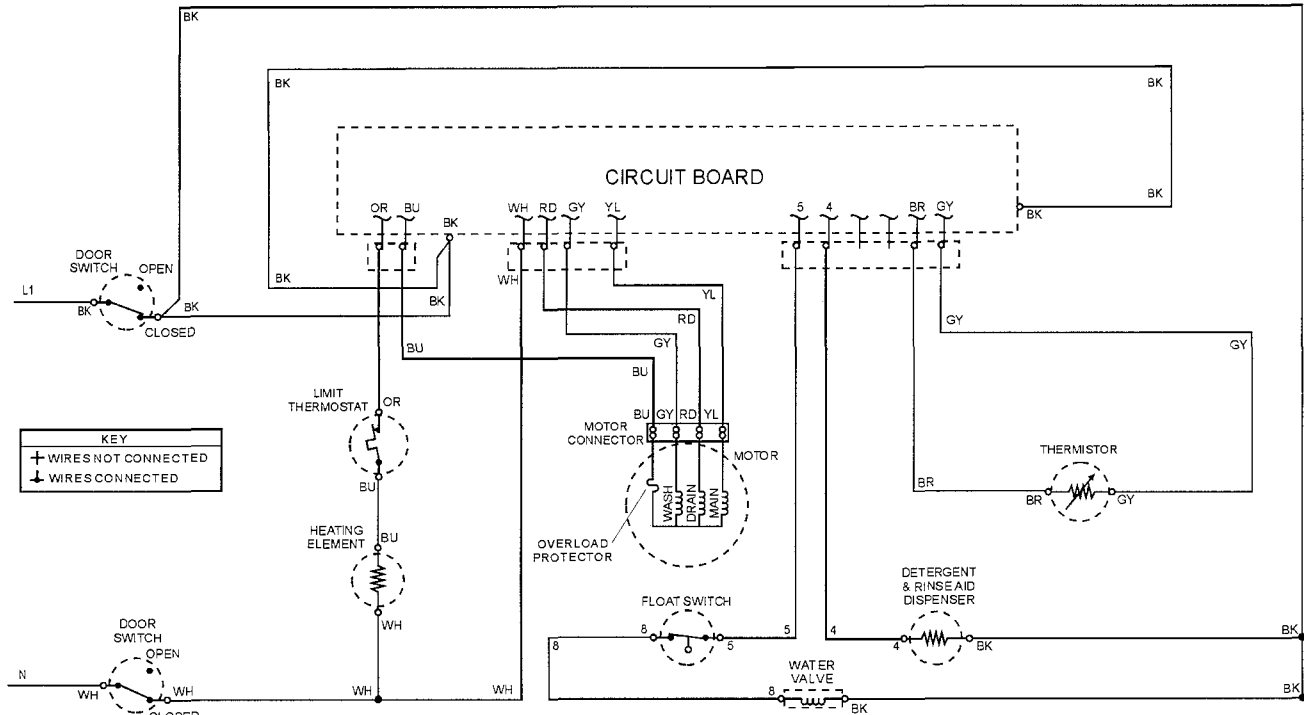 BK
BK
BK
CIRCUIT BOARD
OR
BU
BK
WH
RD
GY
YL
5
4
BR
GY
BK
BK
DOOR
SWITCH
OPEN
L1
BK
BK
CLOSED
BK
BK
WH
YL
RD
GY
BU
BU
GY
GY
LIMIT
THERMOSTAT
OR
BU
KEY
WIRES NOT CONNECTED
WIRES CONNECTED
MOTOR
CONNECTOR
BU
GY
RD
YL
MOTOR
WASH
DRAIN
MAIN
OVERLOAD
PROTECTOR
THERMISTOR
BR
BR
GY
HEATING
ELEMENT
BU
WH
FLOAT SWITCH
8
8
5
5
DETERGENT
& RINSE AID
DISPENSER
4
4
BK
BK
DOOR
SWITCH
OPEN
N
WH
WH
CLOSED
WH
WH
WATER
VALVE
8
BK
BK